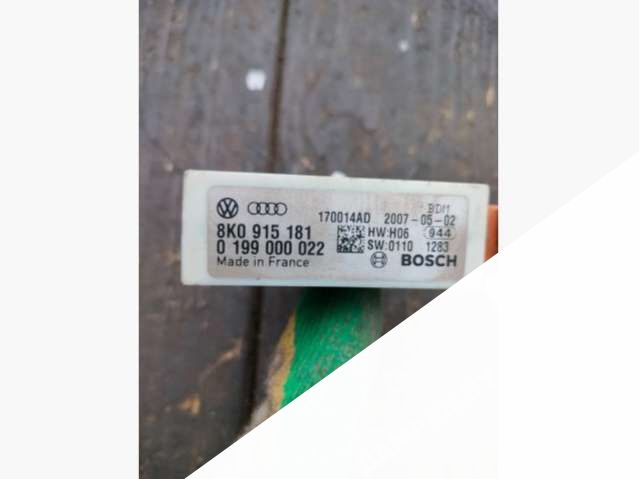 170014AD 2007-05-02 BDM
8K0 915 181 HW:H06 944
0 199 000 022 SW:0110 1283
Made in France BOSCH